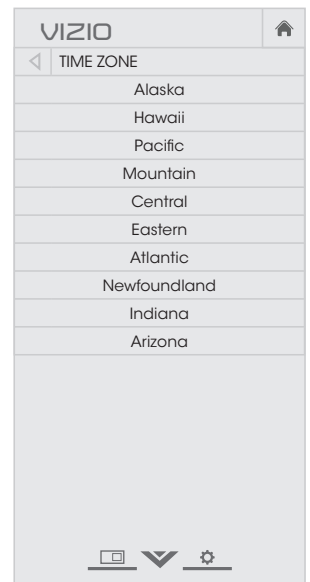 VIZIO
TIME ZONE
Alaska
Hawaii
Pacific
Mountain
Central
Eastern
Atlantic
Newfoundland
Indiana
Arizona